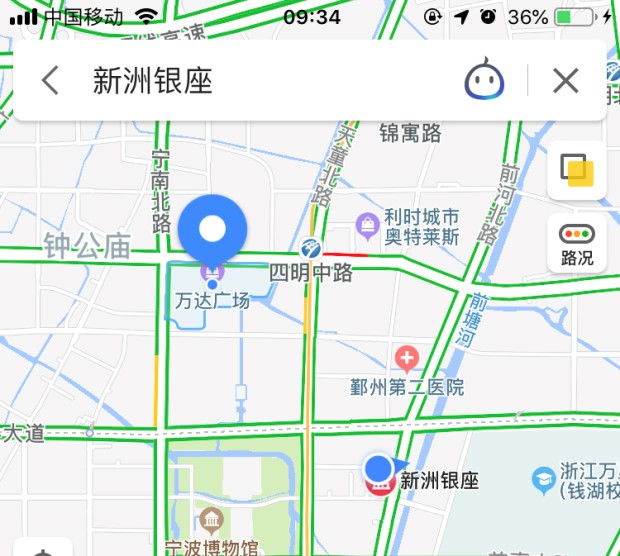 中国移动
09:34
36%
新洲银座
锦寓路
宁南北路
天童北路
前河北路
利时城市
奥特莱斯
钟公庙
四明中路
路况
万达广场
前塘河
鄞州第二医院
大道
新洲银座
浙江万
(钱湖校
宁波博物馆